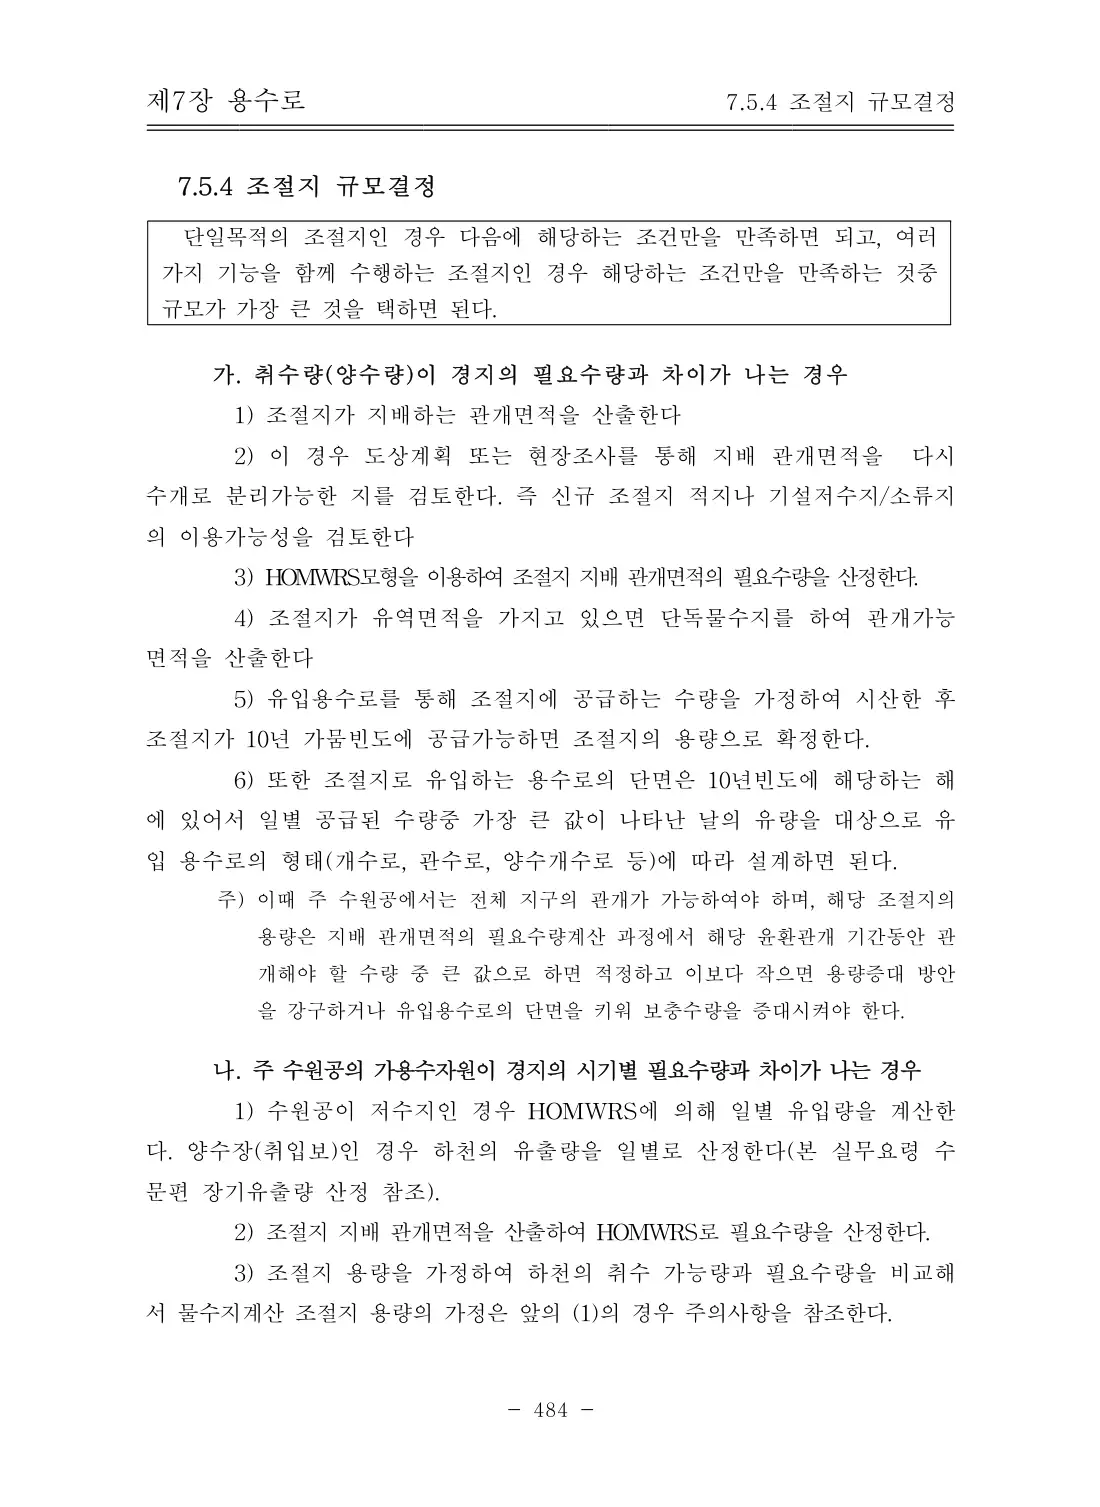 제7장 용수로
7.5.4 조절지 규모결정
7.5.4 조절지 규모결정
단일목적의 조절지인 경우 다음에 해당하는 조건만을 만족하면 되고, 여러
가지 기능을 함께 수행하는 조절지인 경우 해당하는 조건만을 만족하는 것중
규모가 가장 큰 것을 택하면 된다.
가. 취수량(양수량)이 경지의 필요수량과 차이가 나는 경우
1) 조절지가 지배하는 관개면적을 산출한다
2) 이 경우 도상계획 또는 현장조사를 통해 지배 관개면적을 다시
수개로 분리가능한 지를 검토한다. 즉 신규 조절지 적지나 기설저수지/소류지
의 이용가능성을 검토한다
3) HOMWRS모형을 이용하여 조절지 지배 관개면적의 필요수량을 산정한다.
4) 조절지가 유역면적을 가지고 있으면 단독물수지를 하여 관개가능
면적을 산출한다
5) 유입용수로를 통해 조절지에 공급하는 수량을 가정하여 시산한 후
조절지가 10년 가뭄빈도에 공급가능하면 조절지의 용량으로 확정한다.
6) 또한 조절지로 유입하는 용수로의 단면은 10년빈도에 해당하는 해
에 있어서 일별 공급된 수량중 가장 큰 값이 나타난 날의 유량을 대상으로 유
입 용수로의 형태(개수로, 관수로, 양수개수로 등)에 따라 설계하면 된다.
주) 이때 주 수원공에서는 전체 지구의 관개가 가능하여야 하며, 해당 조절지의
용량은 지배 관개면적의 필요수량계산 과정에서 해당 윤환관개 기간동안 관
개해야 할 수량 중 큰 값으로 하면 적정하고 이보다 작으면 용량증대 방안
을 강구하거나 유입용수로의 단면을 키워 보충수량을 증대시켜야 한다.
나. 주 수원공의 가용수자원이 경지의 시기별 필요수량과 차이가 나는 경우
1) 수원공이 저수지인 경우 HOMWRS에 의해 일별 유입량을 계산한
다. 양수장(취입보)인 경우 하천의 유출량을 일별로 산정한다(본 실무요령 수
문편 장기유출량 산정 참조).
2) 조절지 지배 관개면적을 산출하여 HOMWRS로 필요수량을 산정한다.
3) 조절지 용량을 가정하여 하천의 취수 가능량과 필요수량을 비교해
서 물수지계산 조절지 용량의 가정은 앞의 (1)의 경우 주의사항을 참조한다.
- 484 -